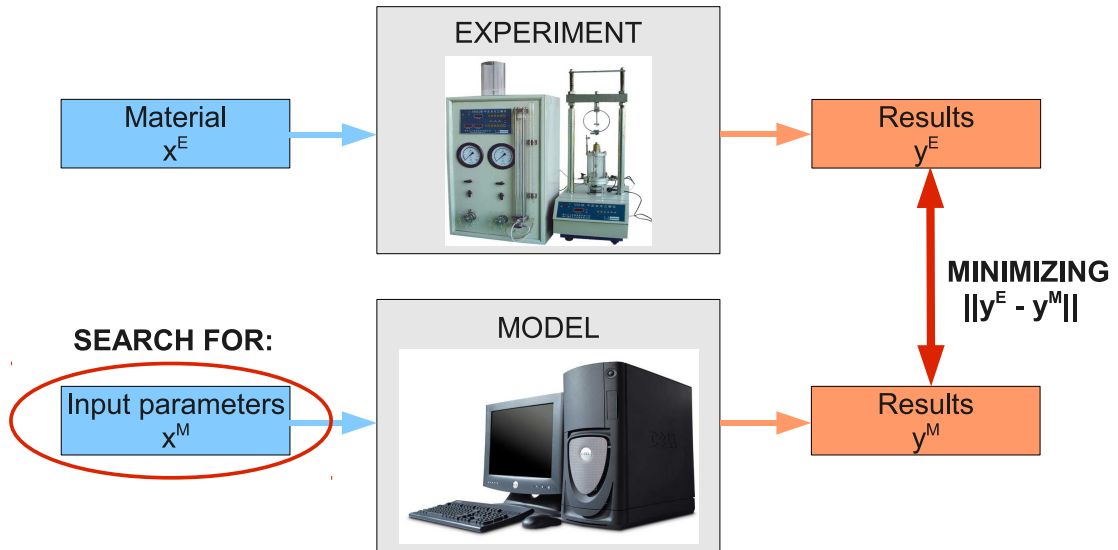 EXPERIMENT
Material
x^E
Results
y^E
MINIMIZING
||y^E - y^M||
SEARCH FOR:
MODEL
Input parameters
x^M
Results
y^M